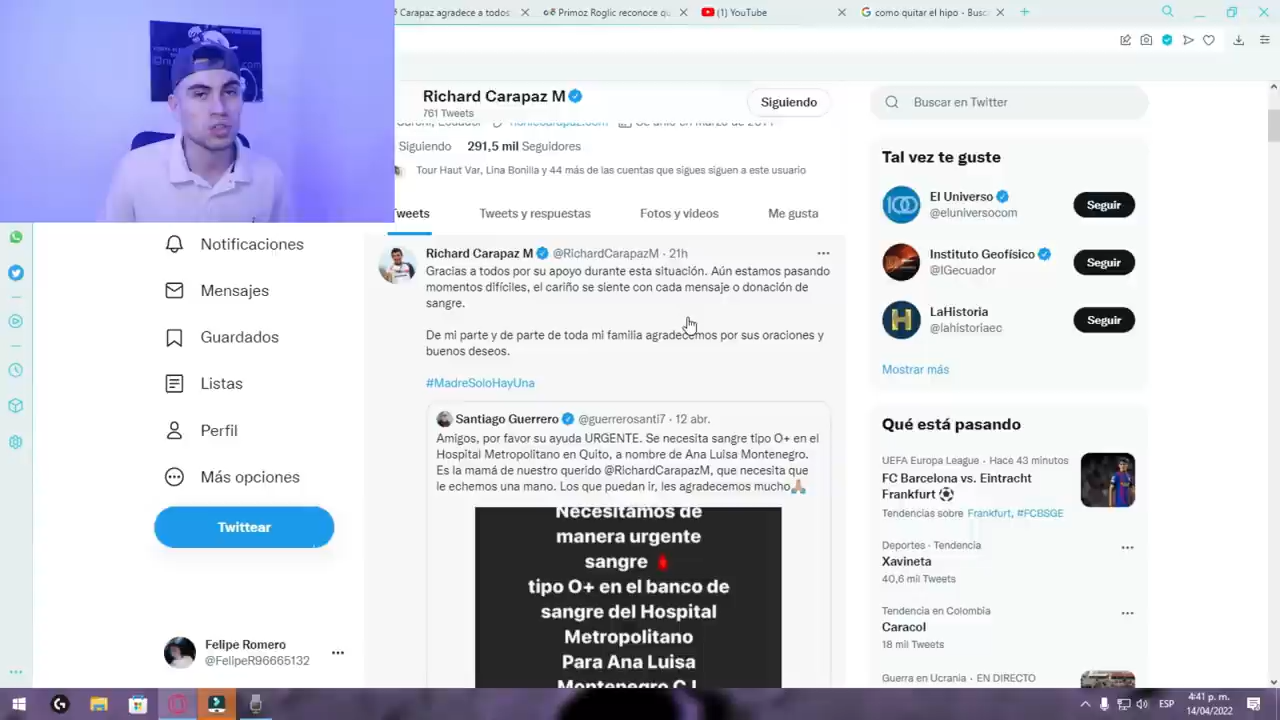 Carapaz agradece a todos
Primoz Roglic reconoce qu
(1) YouTube
como quitar el hipo - Busc
Richard Carapaz M
761 Tweets
Siguiendo
Buscar en Twitter
Siguiendo 291,5 mil Seguidores
Tour Haut Var, Lina Bonilla y 44 más de las cuentas que sigues siguen a este usuario
Tweets
Tweets y respuestas
Fotos y videos
Me gusta
Richard Carapaz M @RichardCarapazM · 21h
Gracias a todos por su apoyo durante esta situación. Aún estamos pasando
momentos difíciles, el cariño se siente con cada mensaje o donación de
sangre.
De mi parte y de parte de toda mi familia agradecemos por sus oraciones y
buenos deseos.
#MadreSoloHayUna
Santiago Guerrero @guerrerosanti7 · 12 abr.
Amigos, por favor su ayuda URGENTE. Se necesita sangre tipo O+ en el
Hospital Metropolitano en Quito, a nombre de Ana Luisa Montenegro.
Es la mamá de nuestro querido @RichardCarapazM, que necesita que
le echemos una mano. Los que puedan ir, les agradecemos mucho
Necesitamos de
manera urgente
sangre
tipo O+ en el banco de
sangre del Hospital
Metropolitano
Para Ana Luisa
Montenegro C.I
Notificaciones
Mensajes
Guardados
Listas
Perfil
Más opciones
Twittear
Felipe Romero
@FelipeR96665132
Tal vez te guste
El Universo
@eluniversocom
Seguir
Instituto Geofísico
@IGecuador
Seguir
LaHistoria
@lahistoriaec
Seguir
Mostrar más
Qué está pasando
UEFA Europa League · Hace 43 minutos
FC Barcelona vs. Eintracht
Frankfurt
Tendencias sobre Frankfurt, #FCBSGE
Deportes · Tendencia
Xavineta
40,6 mil Tweets
Tendencia en Colombia
Caracol
18 mil Tweets
Guerra en Ucrania · EN DIRECTO
ESP
4:41 p. m.
14/04/2022